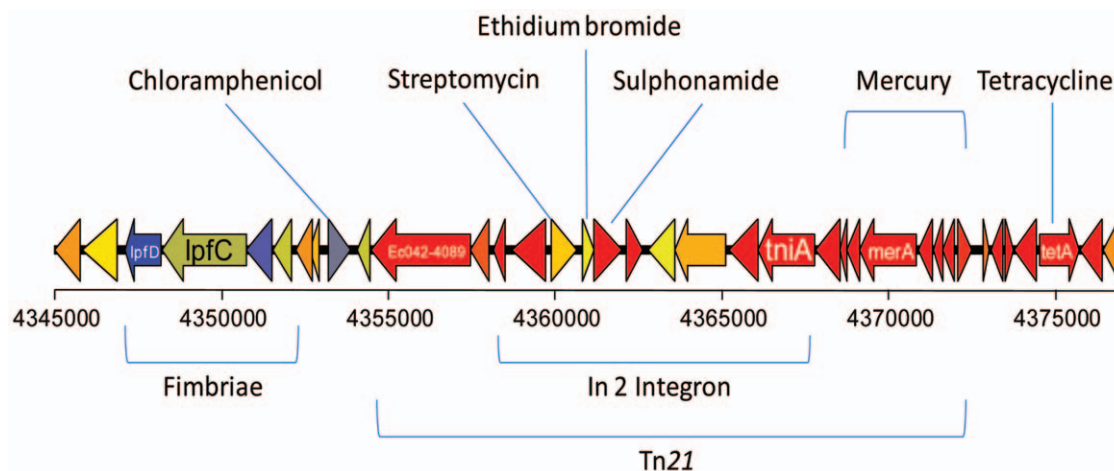 Ethidium bromide
Chloramphenicol Streptomycin Sulphonamide Mercury Tetracycline
lpfD lpfC Ec042-4089 tniA merA tetA
4345000 4350000 4355000 4360000 4365000 4370000 4375000
Fimbriae In 2 Integron
Tn21